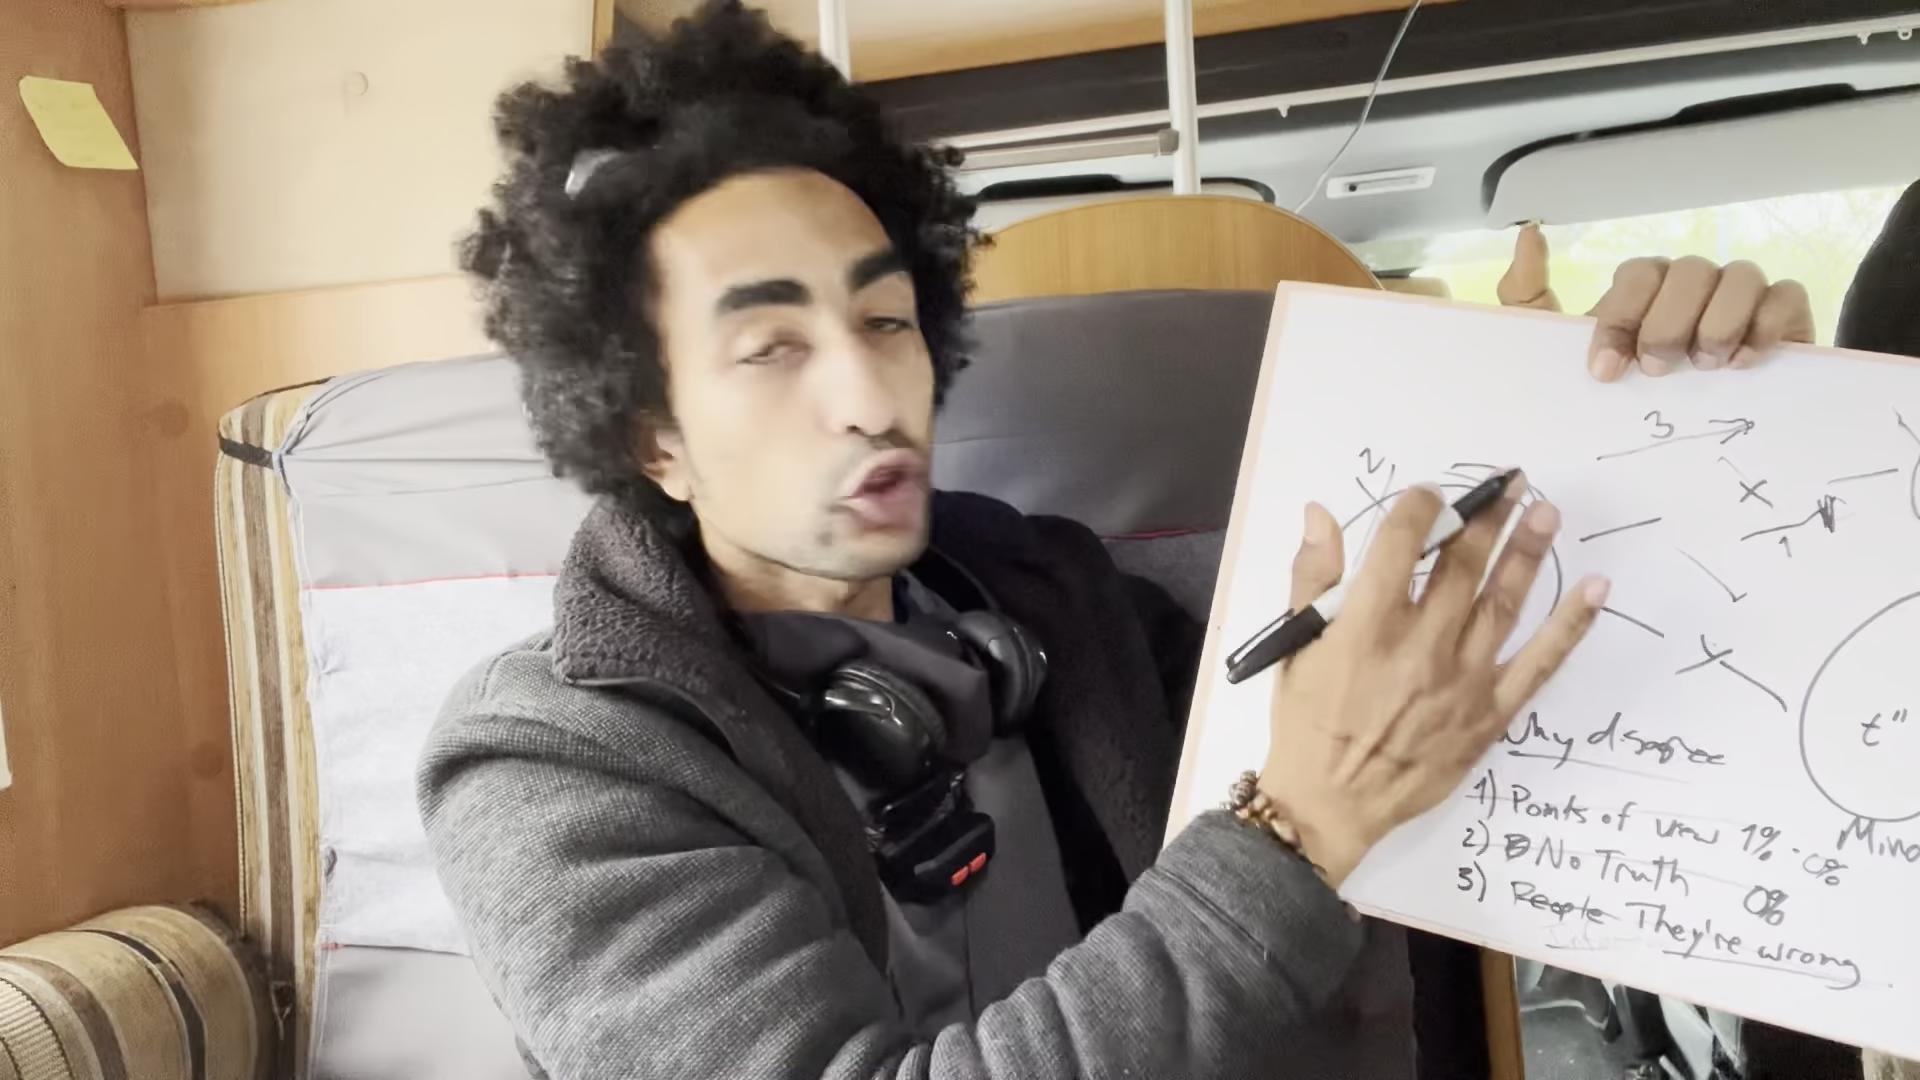 3
2
x
1
y
t"
Why disagree
Mind
1) Points of view 1% · 0%
2) No Truth 0%
3) People They're wrong